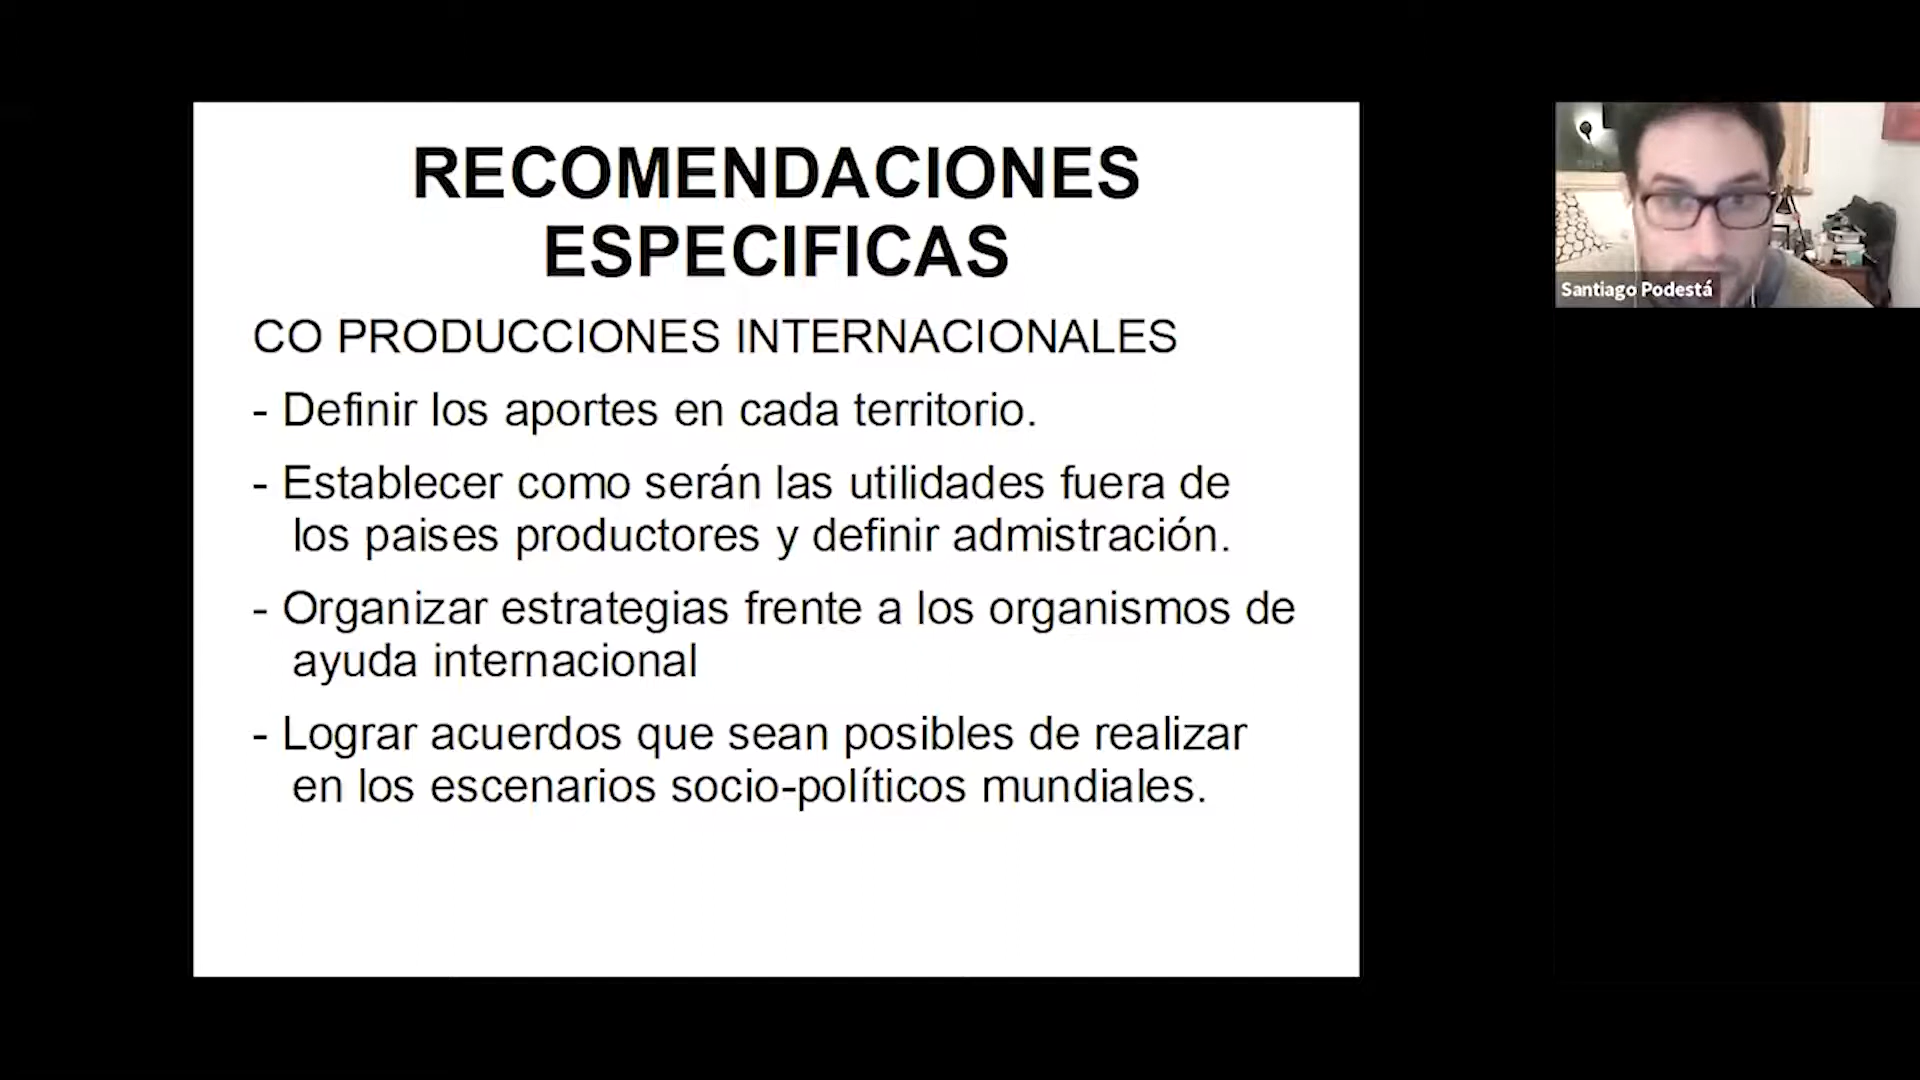 RECOMENDACIONES
ESPECIFICAS
CO PRODUCCIONES INTERNACIONALES
- Definir los aportes en cada territorio.
- Establecer como serán las utilidades fuera de
los paises productores y definir admistración.
- Organizar estrategias frente a los organismos de
ayuda internacional
- Lograr acuerdos que sean posibles de realizar
en los escenarios socio-políticos mundiales.
Santiago Podestá